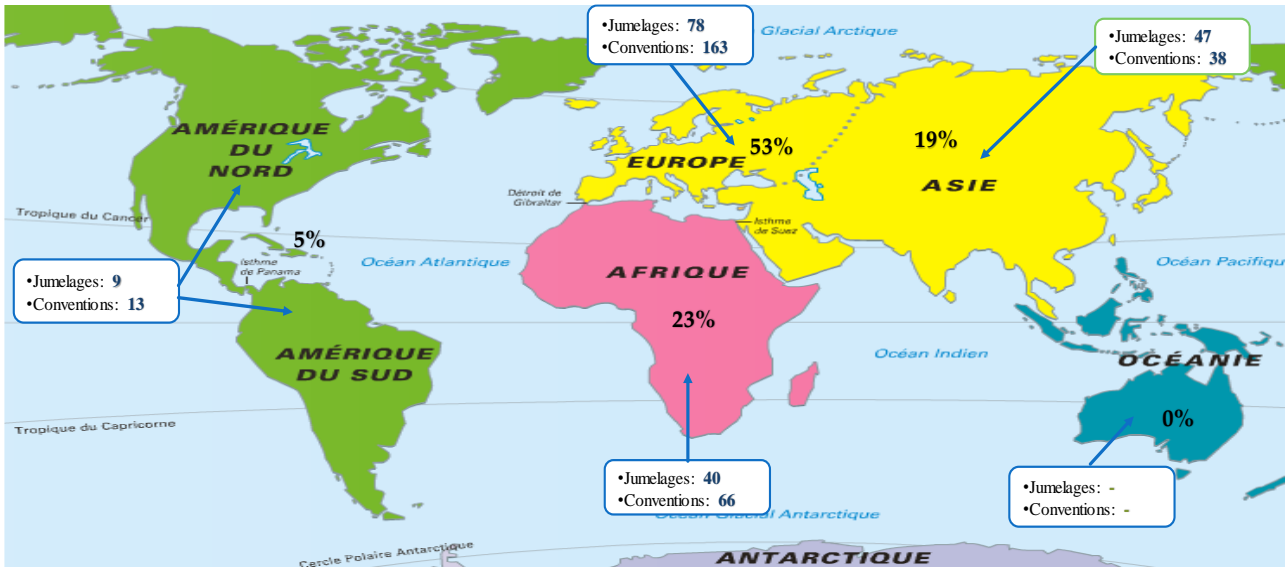 •Jumelages: 78
•Conventions: 163
Glacial Arctique
•Jumelages: 47
•Conventions: 38
AMÉRIQUE
DU
NORD
53%
EUROPE
19%
ASIE
Détroit de
Gibraltar
Tropique du Cancer
Isthme
de Suez
5%
Isthme
de Panama
Océan Atlantique
AFRIQUE
Océan Pacifique
•Jumelages: 9
•Conventions: 13
23%
Océan Indien
AMÉRIQUE
DU SUD
OCÉANIE
0%
Tropique du Capricorne
•Jumelages: 40
•Conventions: 66
•Jumelages: -
•Conventions: -
Océan Glacial Antarctique
Cercle Polaire Antarctique
ANTARCTIQUE